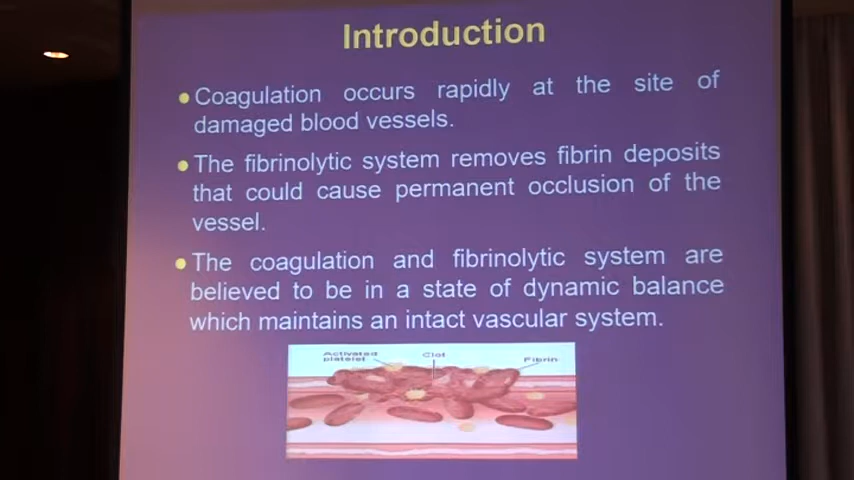 Introduction
Coagulation occurs rapidly at the site of
damaged blood vessels.
The fibrinolytic system removes fibrin deposits
that could cause permanent occlusion of the
vessel.
The coagulation and fibrinolytic system are
believed to be in a state of dynamic balance
which maintains an intact vascular system.
Activated
platelet
Clot
Fibrin